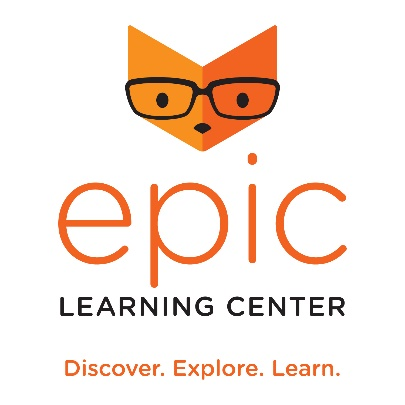 epic
LEARNING CENTER
Discover. Explore. Learn.